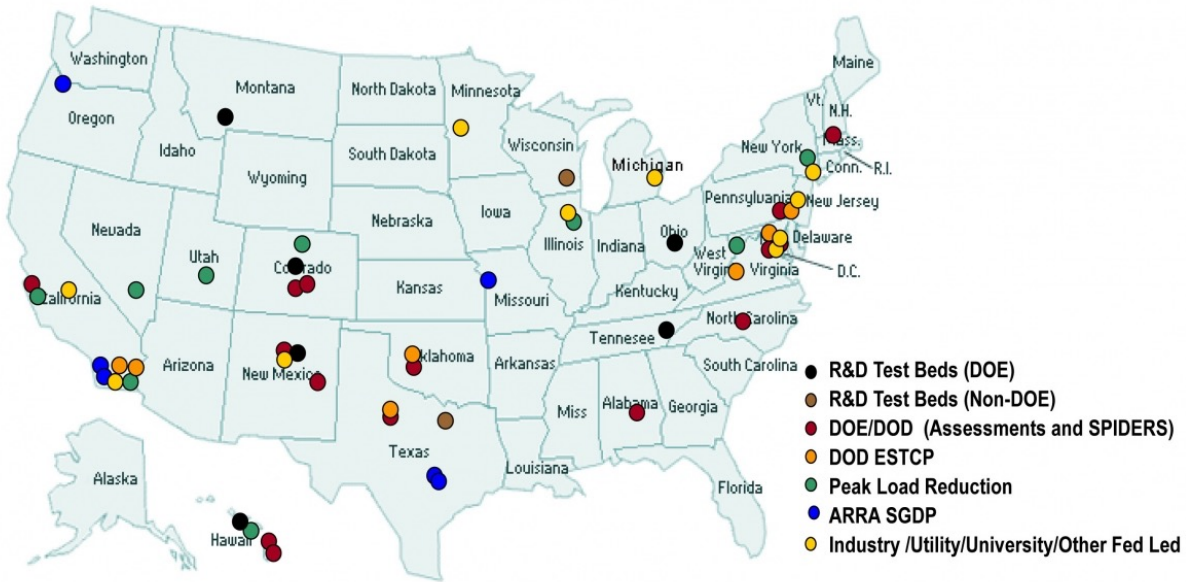 Maine
Washington
Montana
North Dakota
Minnesota
Vt.
N.H.
Oregon
Mass.
Idaho
South Dakota
Wisconsin
New York
Michigan
Conn.
R.I.
Wyoming
Pennsylvania
New Jersey
Iowa
Nebraska
Nevada
Ohio
Delaware
Illinois
Indiana
Utah
West
Virginia
Virginia
D.C.
Colorado
Kansas
Kentucky
California
Missouri
North Carolina
Tennesee
Oklahoma
Arkansas
Arizona
New Mexico
South Carolina
Alabama
Georgia
Miss
Texas
Louisiana
Alaska
Florida
Hawaii
R&D Test Beds (DOE)
R&D Test Beds (Non-DOE)
DOE/DOD (Assessments and SPIDERS)
DOD ESTCP
Peak Load Reduction
ARRA SGDP
Industry /Utility/University/Other Fed Led